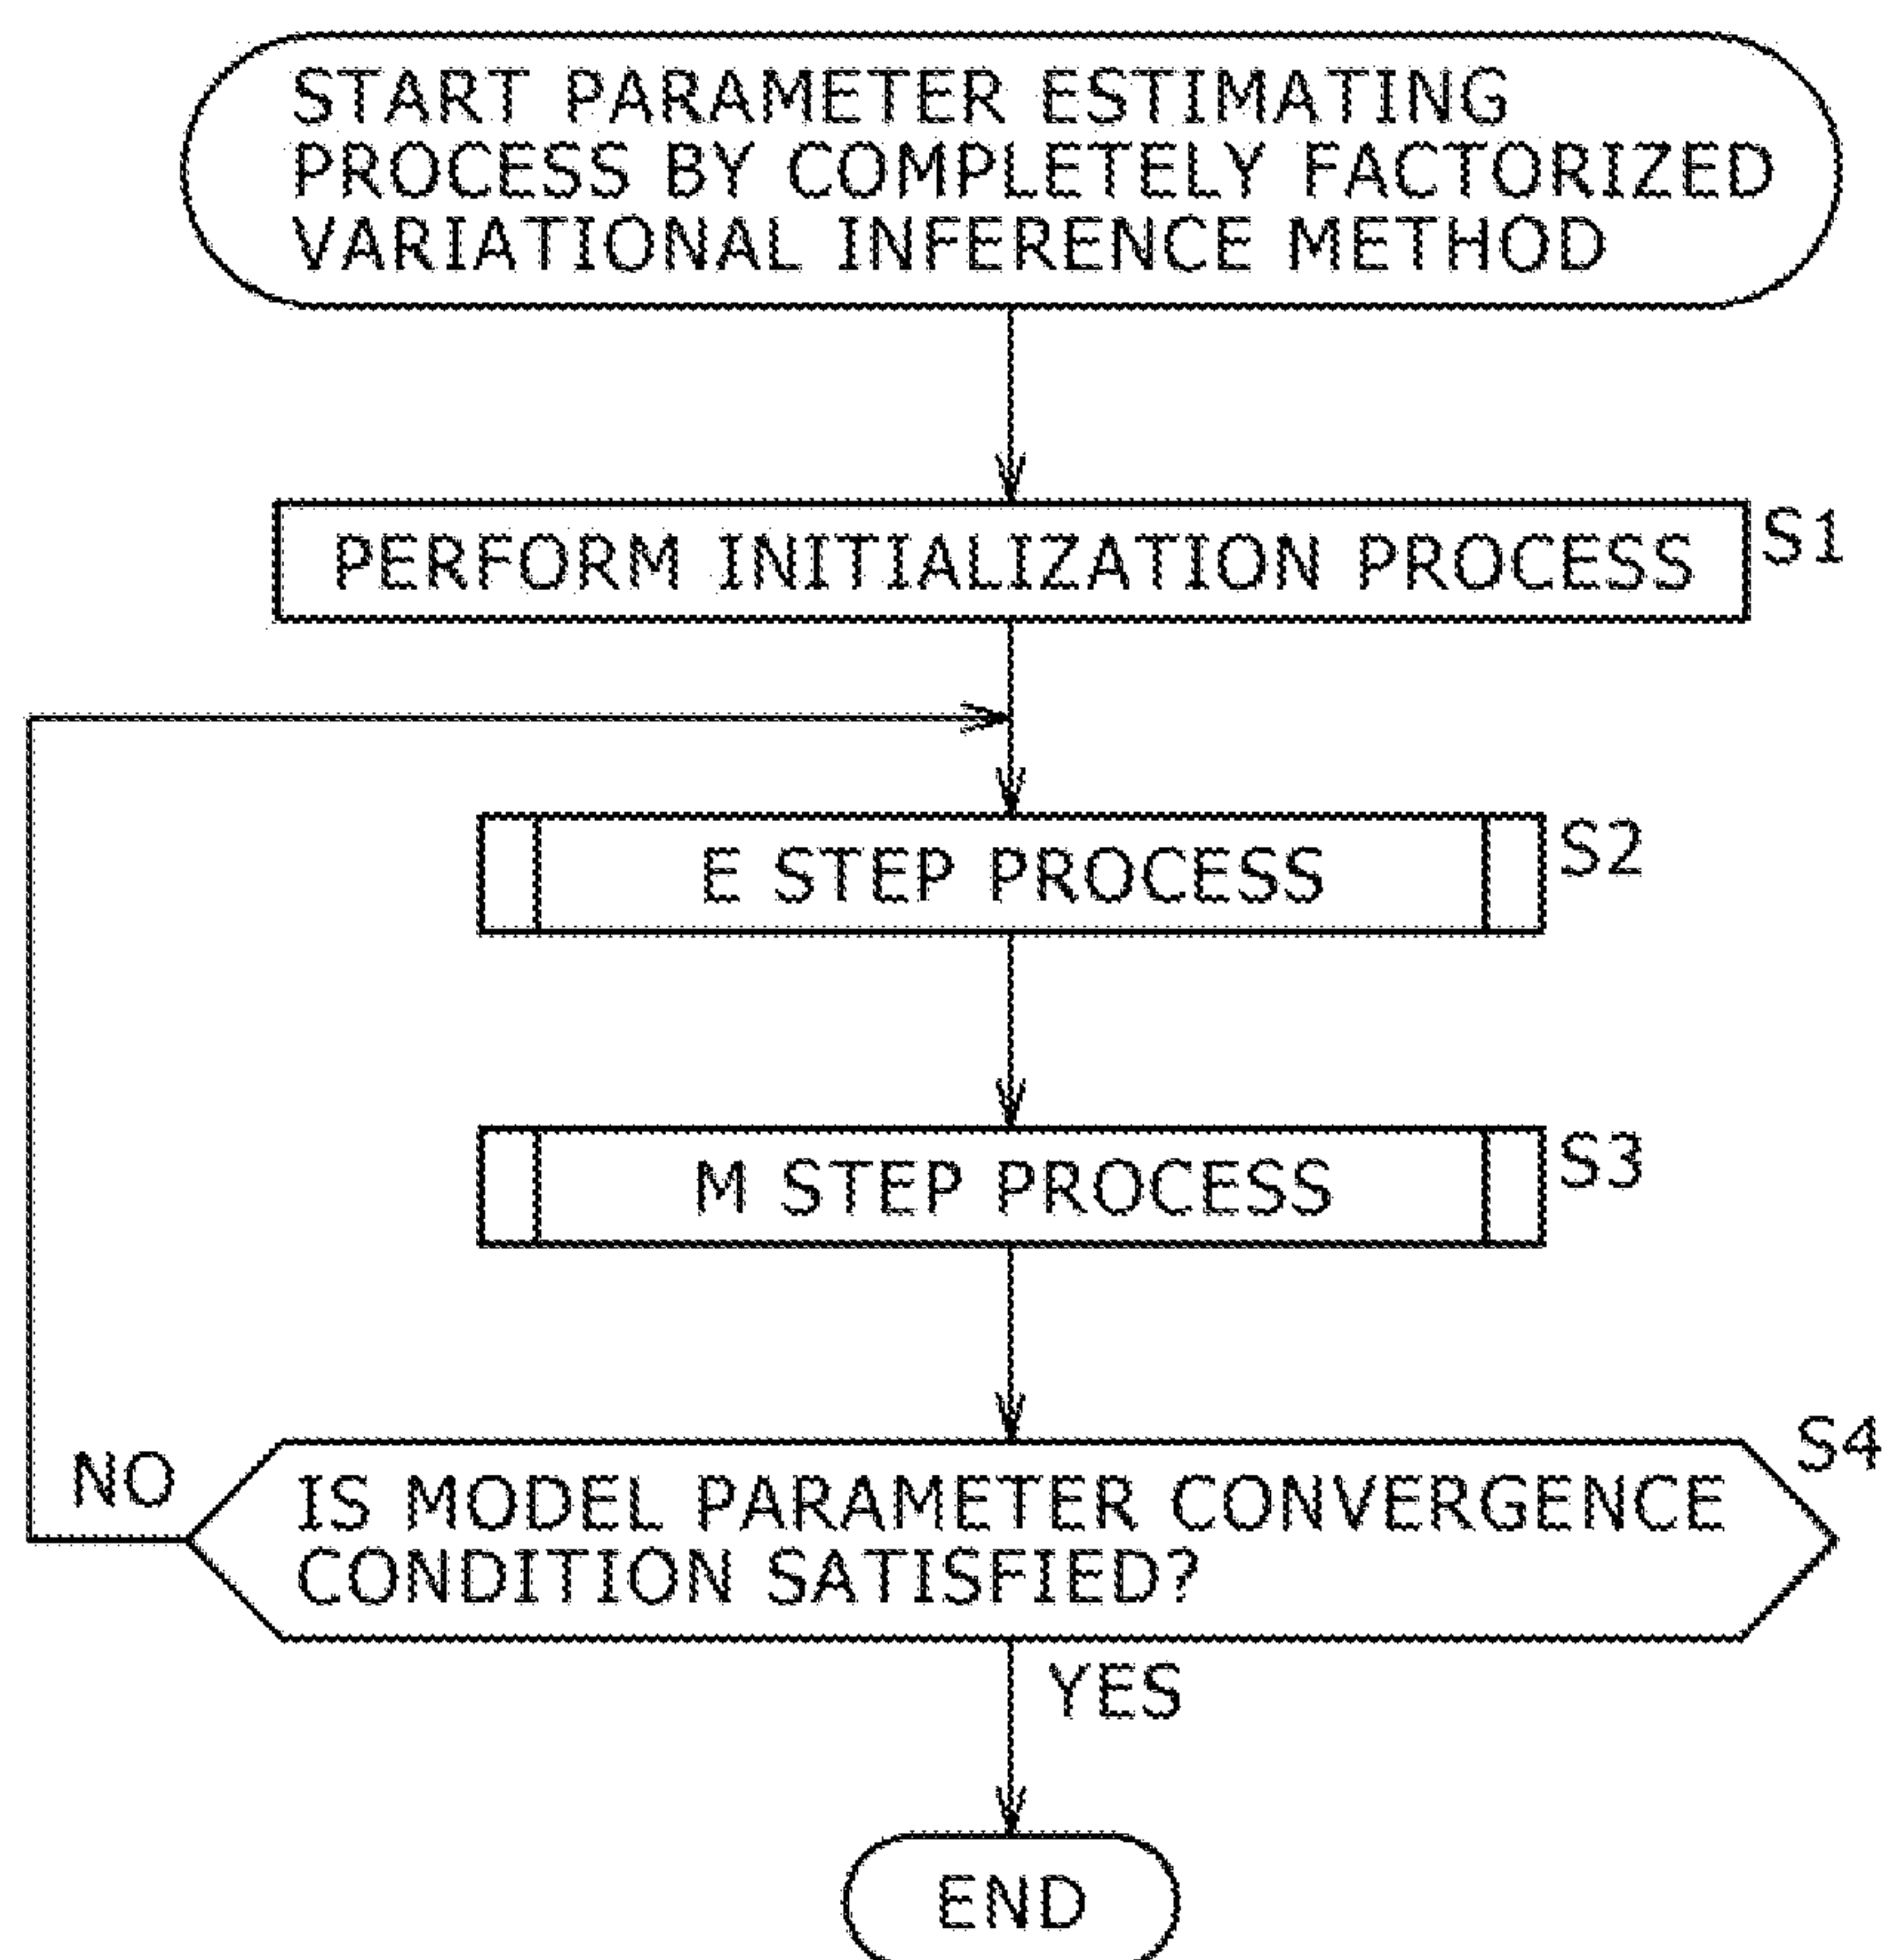 START PARAMETER ESTIMATING
PROCESS BY COMPLETELY FACTORIZED
VARIATIONAL INFERENCE METHOD
PERFORM INITIALIZATION PROCESS
S1
E STEP PROCESS
S2
M STEP PROCESS
S3
S4
NO
IS MODEL PARAMETER CONVERGENCE
CONDITION SATISFIED?
YES
END